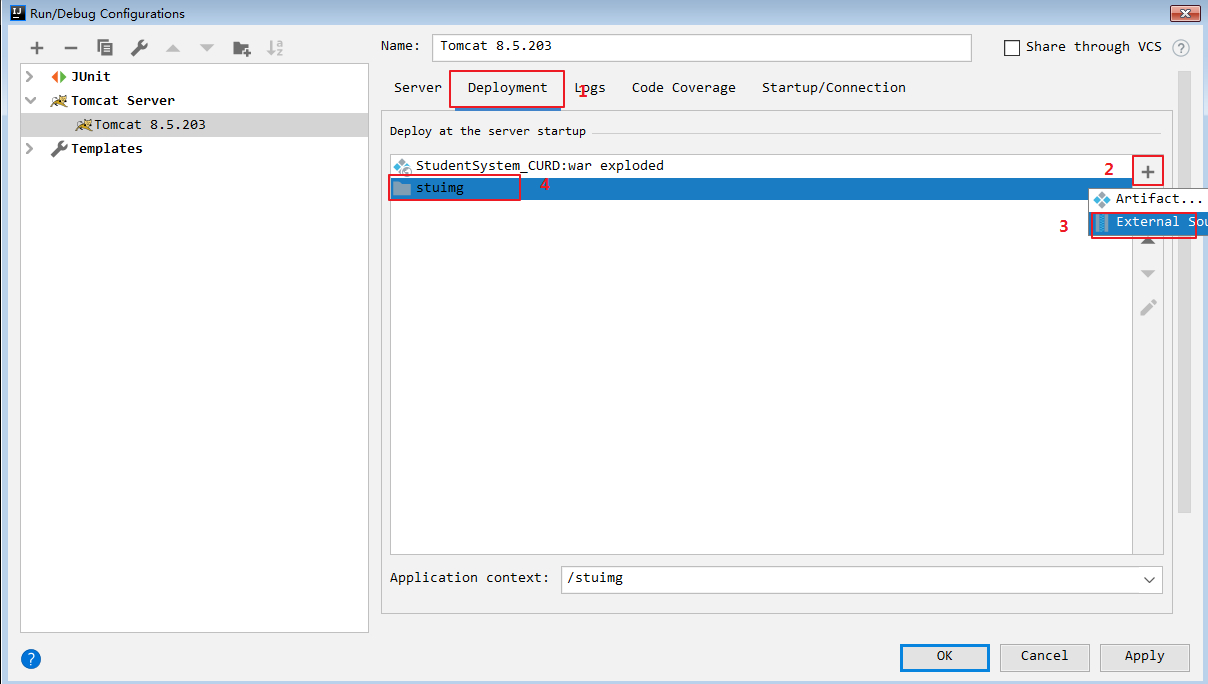 Run/Debug Configurations
Name: Tomcat 8.5.203
Share through VCS ?
JUnit
Tomcat Server
Tomcat 8.5.203
Templates
Server Deployment 1 Logs Code Coverage Startup/Connection
Deploy at the server startup
StudentSystem_CURD:war exploded
stuimg 4
2 +
Artifact...
3 External Sou
Application context: /stuimg
? OK Cancel Apply